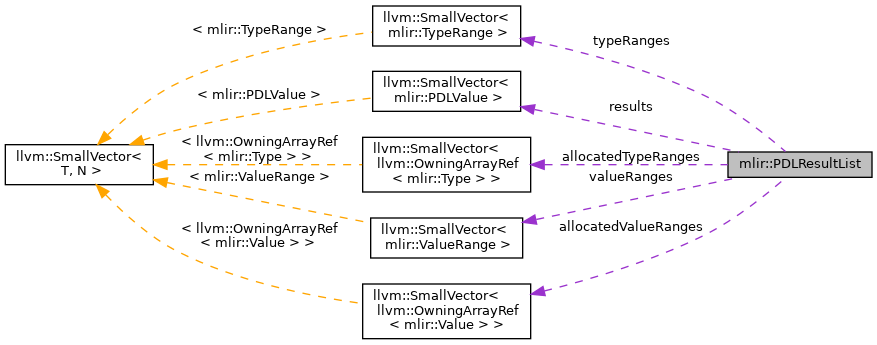 llvm::SmallVector<
mlir::TypeRange >
< mlir::TypeRange >
typeRanges
llvm::SmallVector<
mlir::PDLValue >
< mlir::PDLValue >
results
llvm::SmallVector<
T, N >
< llvm::OwningArrayRef
< mlir::Type > >
llvm::SmallVector<
llvm::OwningArrayRef
< mlir::Type > >
allocatedTypeRanges
mlir::PDLResultList
< mlir::ValueRange >
valueRanges
llvm::SmallVector<
mlir::ValueRange >
< llvm::OwningArrayRef
< mlir::Value > >
allocatedValueRanges
llvm::SmallVector<
llvm::OwningArrayRef
< mlir::Value > >